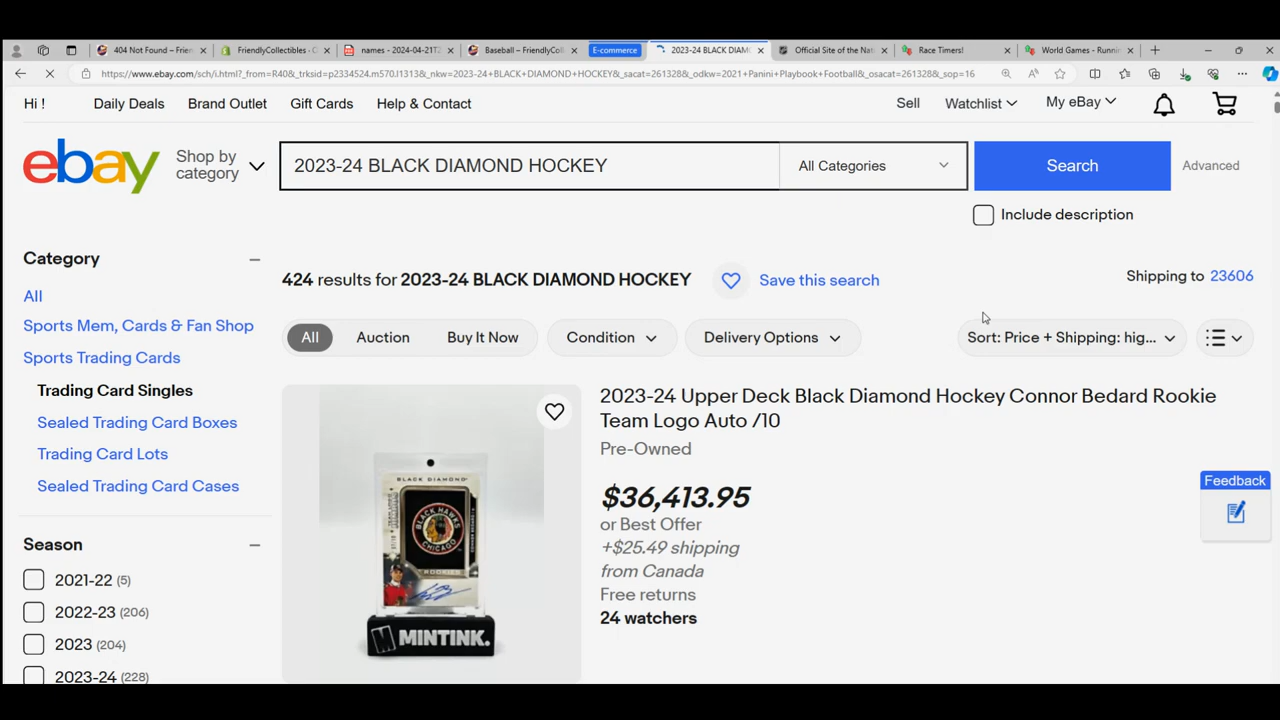 404 Not Found – Frien
FriendlyCollectibles · O
names - 2024-04-21T2
Baseball – FriendlyColl
E-commerce
2023-24 BLACK DIAM
Official Site of the Nat
Race Timers!
World Games - Runnin
https://www.ebay.com/sch/i.html?_from=R40&_trksid=p2334524.m570.l1313&_nkw=2023-24+BLACK+DIAMOND+HOCKEY&_sacat=261328&_odkw=2021+Panini+Playbook+Football&_osacat=261328&_sop=16
Hi !
Daily Deals
Brand Outlet
Gift Cards
Help & Contact
Sell
Watchlist
My eBay
ebay
Shop by
category
2023-24 BLACK DIAMOND HOCKEY
All Categories
Search
Advanced
Include description
Category
424 results for 2023-24 BLACK DIAMOND HOCKEY
Save this search
Shipping to 23606
All
Sports Mem, Cards & Fan Shop
Sports Trading Cards
Trading Card Singles
Sealed Trading Card Boxes
Trading Card Lots
Sealed Trading Card Cases
All
Auction
Buy It Now
Condition
Delivery Options
Sort: Price + Shipping: hig...
Season
2021-22 (5)
2022-23 (206)
2023 (204)
2023-24 (228)
BLACK DIAMOND
BLACK HAWKS
CHICAGO
ROOKIES
MINTINK.
2023-24 Upper Deck Black Diamond Hockey Connor Bedard Rookie
Team Logo Auto /10
Pre-Owned
$36,413.95
or Best Offer
+$25.49 shipping
from Canada
Free returns
24 watchers
Feedback